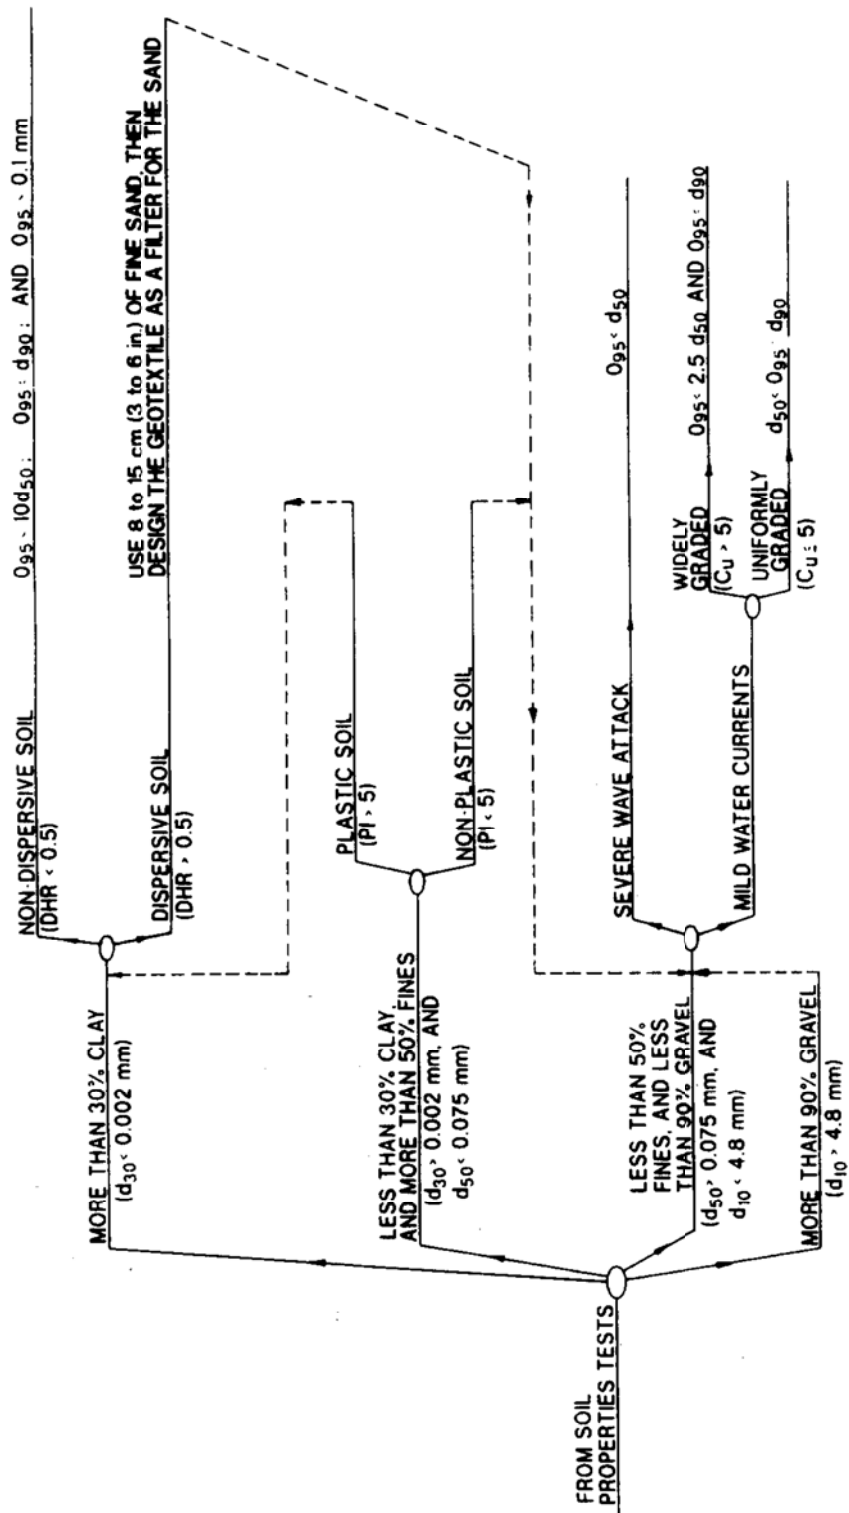 FROM SOIL
PROPERTIES TESTS
MORE THAN 30% CLAY
(d30 < 0.002 mm)
NON-DISPERSIVE SOIL
(DHR < 0.5)
O95 < 10d50; O95 < d90; AND O95 > 0.1 mm
DISPERSIVE SOIL
(DHR > 0.5)
USE 8 to 15 cm (3 to 6 in.) OF FINE SAND, THEN
DESIGN THE GEOTEXTILE AS A FILTER FOR THE SAND
LESS THAN 30% CLAY,
AND MORE THAN 50% FINES
(d30 > 0.002 mm, AND
d50 < 0.075 mm)
PLASTIC SOIL
(PI > 5)
NON-PLASTIC SOIL
(PI < 5)
LESS THAN 50%
FINES, AND LESS
THAN 90% GRAVEL
(d50 > 0.075 mm, AND
d10 < 4.8 mm)
SEVERE WAVE ATTACK
O95 < d50
MILD WATER CURRENTS
WIDELY
GRADED
(Cu > 5)
O95 < 2.5 d50 AND O95 < d90
UNIFORMLY
GRADED
(Cu ≤ 5)
d50 < O95 < d90
MORE THAN 90% GRAVEL
(d10 > 4.8 mm)